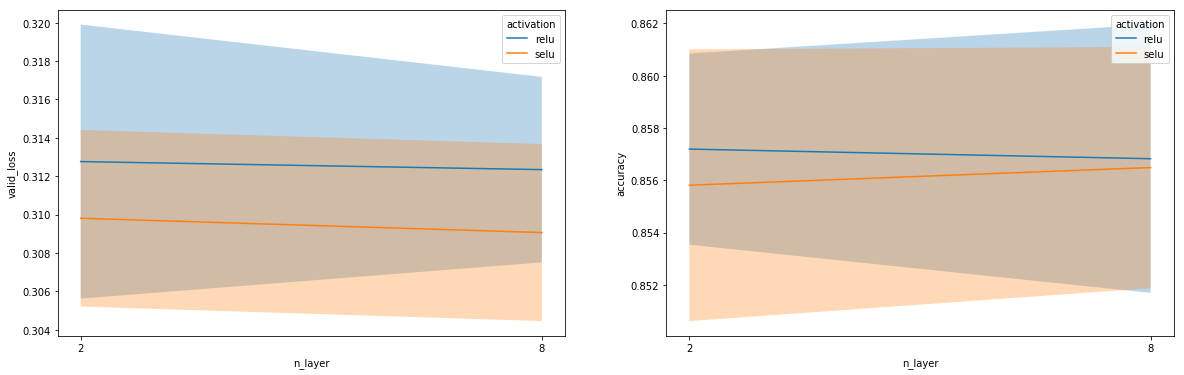 0.320
0.318
0.316
0.314
0.312
0.310
0.308
0.306
0.304
valid_loss
2
8
n_layer
activation
relu
selu
0.862
0.860
0.858
0.856
0.854
0.852
accuracy
2
8
n_layer
activation
relu
selu